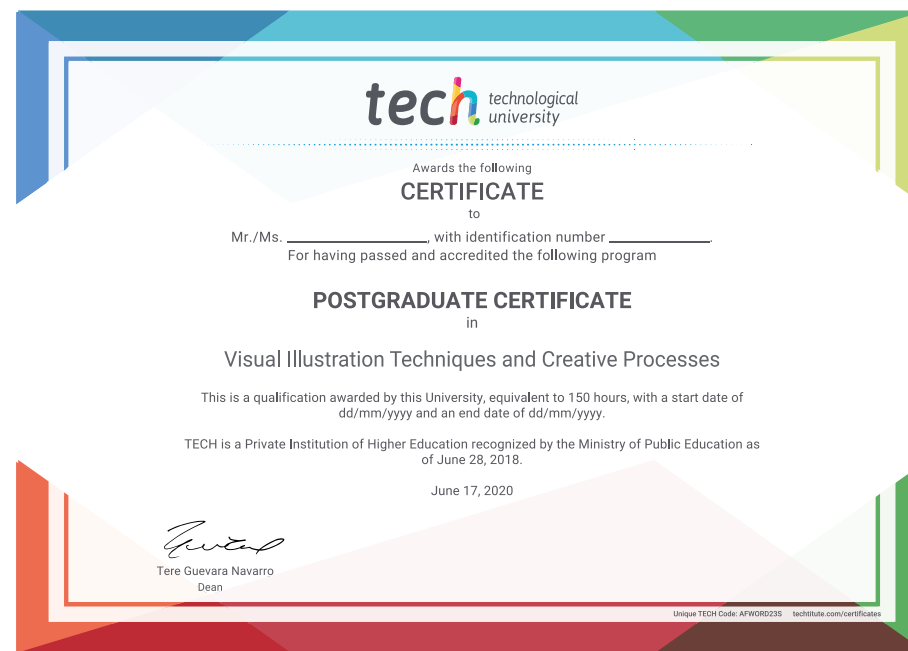 tech technological
university
Awards the following
CERTIFICATE
to
Mr./Ms. ____________________, with identification number ______________.
For having passed and accredited the following program
POSTGRADUATE CERTIFICATE
in
Visual Illustration Techniques and Creative Processes
This is a qualification awarded by this University, equivalent to 150 hours, with a start date of
dd/mm/yyyy and an end date of dd/mm/yyyy.
TECH is a Private Institution of Higher Education recognized by the Ministry of Public Education as
of June 28, 2018.
June 17, 2020
Tere Guevara Navarro
Dean
Unique TECH Code: AFWORD23S techtitute.com/certificates